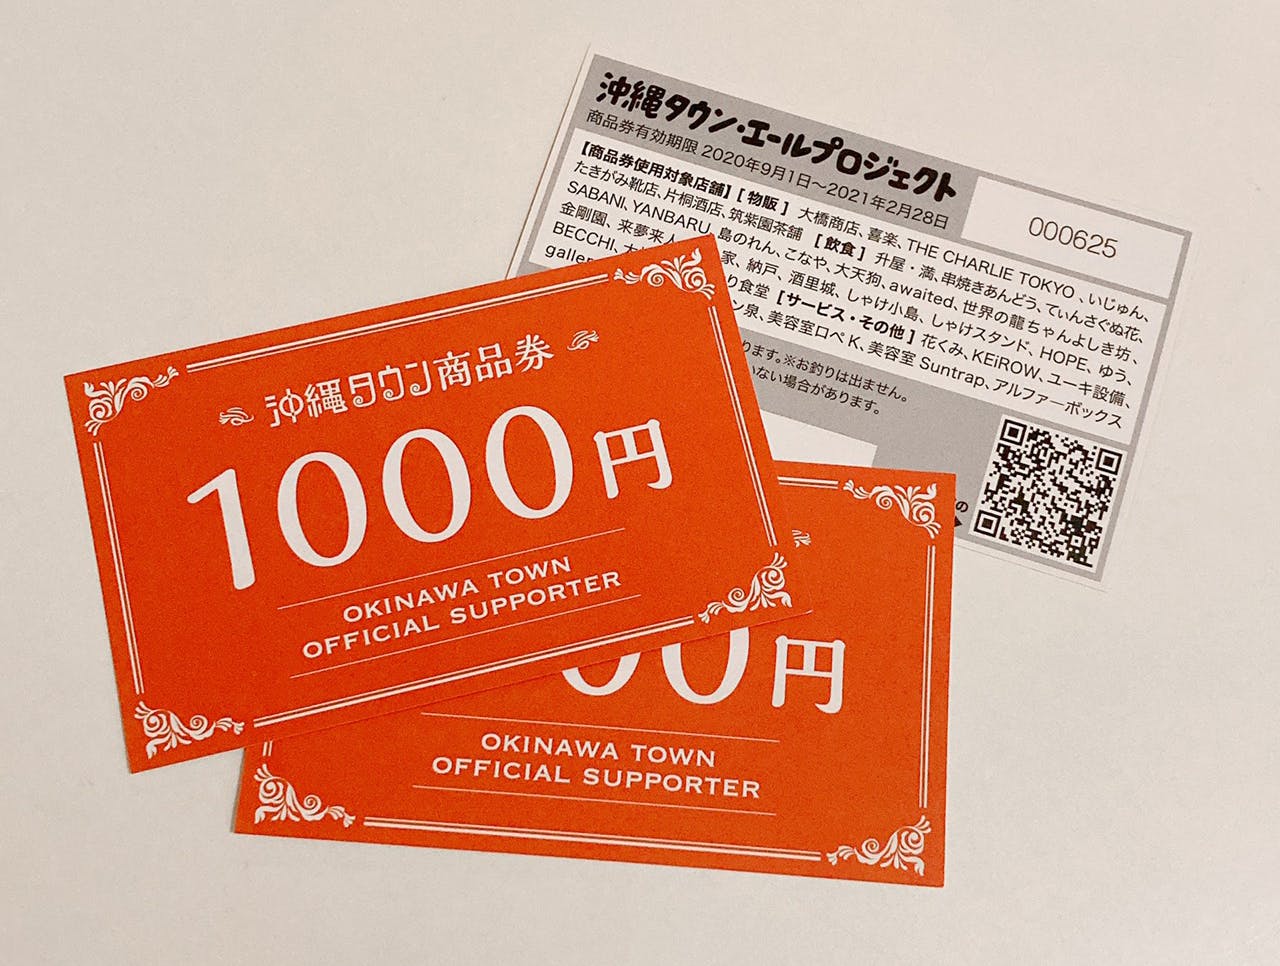 沖縄タウン・エールプロジェクト
商品券有効期限 2020年9月1日〜2021年2月28日
000625
【商品券使用対象店舗】[ 物販 ] 大橋商店、喜楽、THE CHARLIE TOKYO 、いじゅん、
たきがみ靴店、片桐酒店、筑紫園茶舗 [ 飲食 ] 升屋・満、串焼きあんどう、ていんさぐぬ花、
SABANI、YANBARU、島のれん、こなや、大天狗、awaited、世界の龍ちゃんよしき坊、
金剛園、来夢来人 家、納戸、酒里城、しゃけ小島、しゃけスタンド、HOPE、ゆう、
BECCHI、 り食堂 [ サービス・その他 ] 花くみ、KEiROW、ユーキ設備、
galler ン泉、美容室ロペ K、美容室 Suntrap、アルファーボックス
ります。※お釣りは出ません。
いない場合があります。
の
沖縄タウン商品券
1000円
OKINAWA TOWN
OFFICIAL SUPPORTER
00円
OKINAWA TOWN
OFFICIAL SUPPORTER